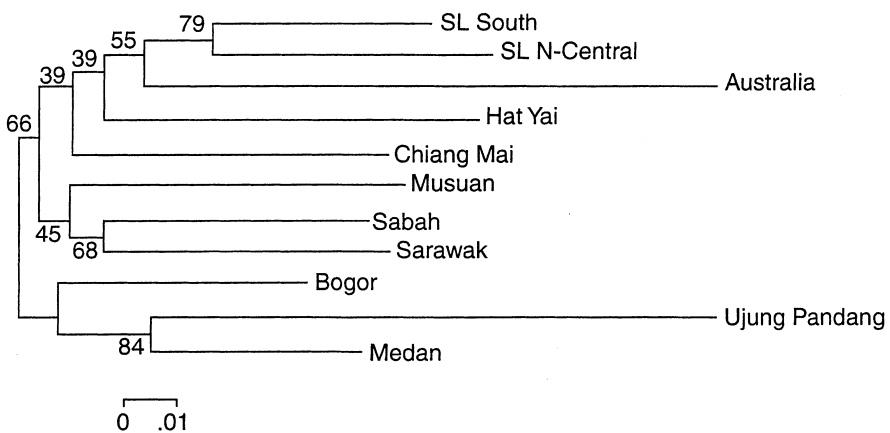 79 SL South
55 SL N-Central
39
39 Australia
66 Hat Yai
Chiang Mai
Musuan
Sabah
45
68 Sarawak
Bogor
Ujung Pandang
84 Medan
0 .01